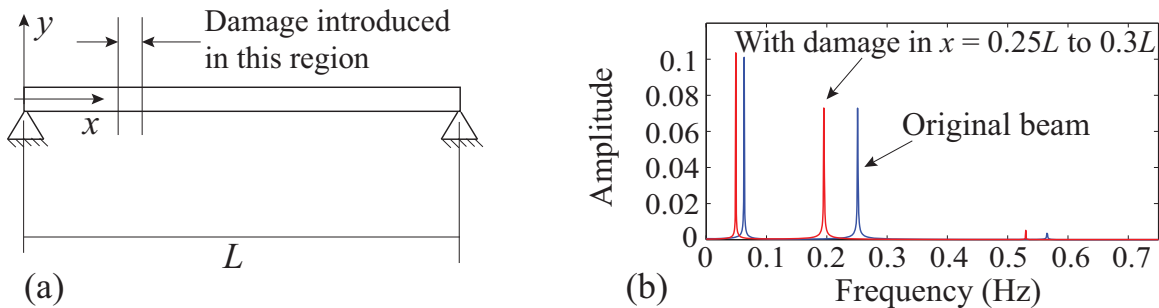 y
Damage introduced
in this region
x
L
(a)
With damage in x = 0.25L to 0.3L
Original beam
Amplitude
0.1
0.08
0.06
0.04
0.02
0
0 0.1 0.2 0.3 0.4 0.5 0.6 0.7
Frequency (Hz)
(b)